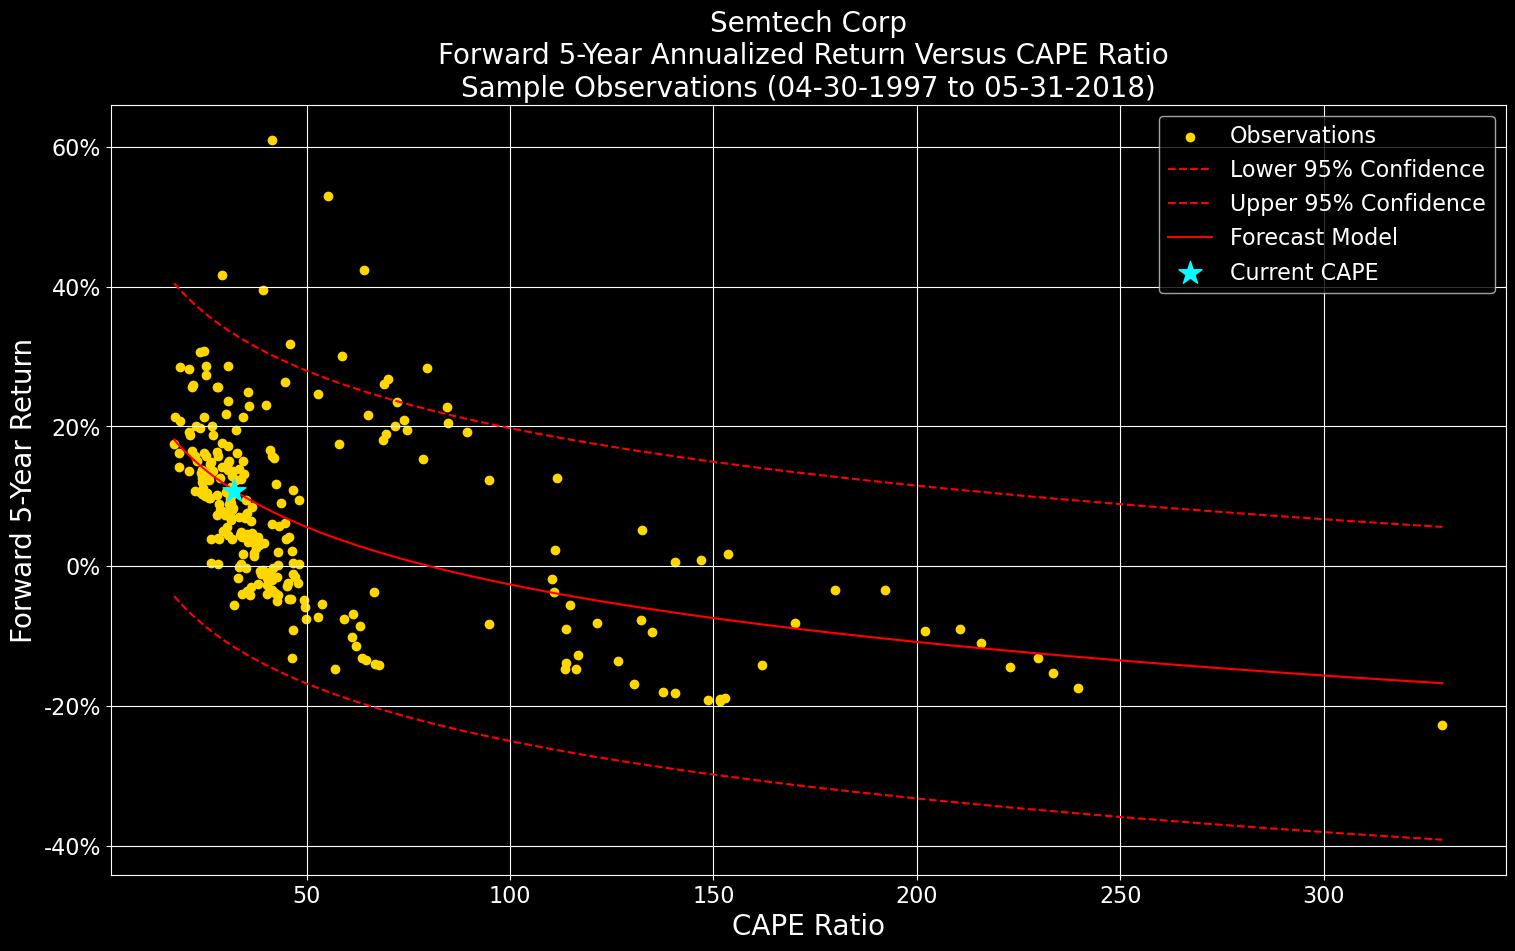 Semtech Corp
Forward 5-Year Annualized Return Versus CAPE Ratio
Sample Observations (04-30-1997 to 05-31-2018)
Observations
Lower 95% Confidence
Upper 95% Confidence
Forecast Model
Current CAPE
Forward 5-Year Return
60%
40%
20%
0%
-20%
-40%
50 100 150 200 250 300
CAPE Ratio